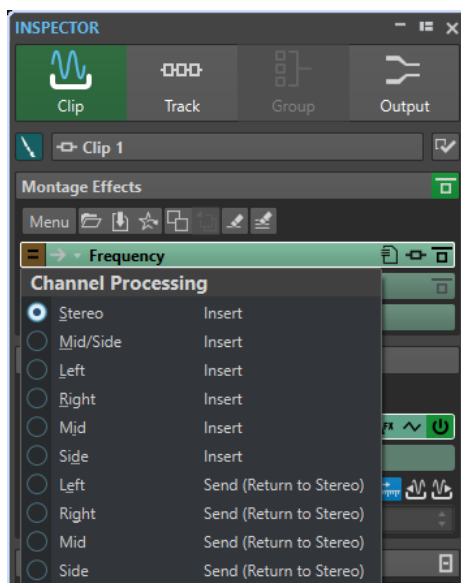 INSPECTOR
Clip Track Group Output
Clip 1
Montage Effects
Menu
Frequency
Channel Processing
Stereo Insert
Mid/Side Insert
Left Insert
Right Insert
Mid Insert
Side Insert
Left Send (Return to Stereo)
Right Send (Return to Stereo)
Mid Send (Return to Stereo)
Side Send (Return to Stereo)
FX